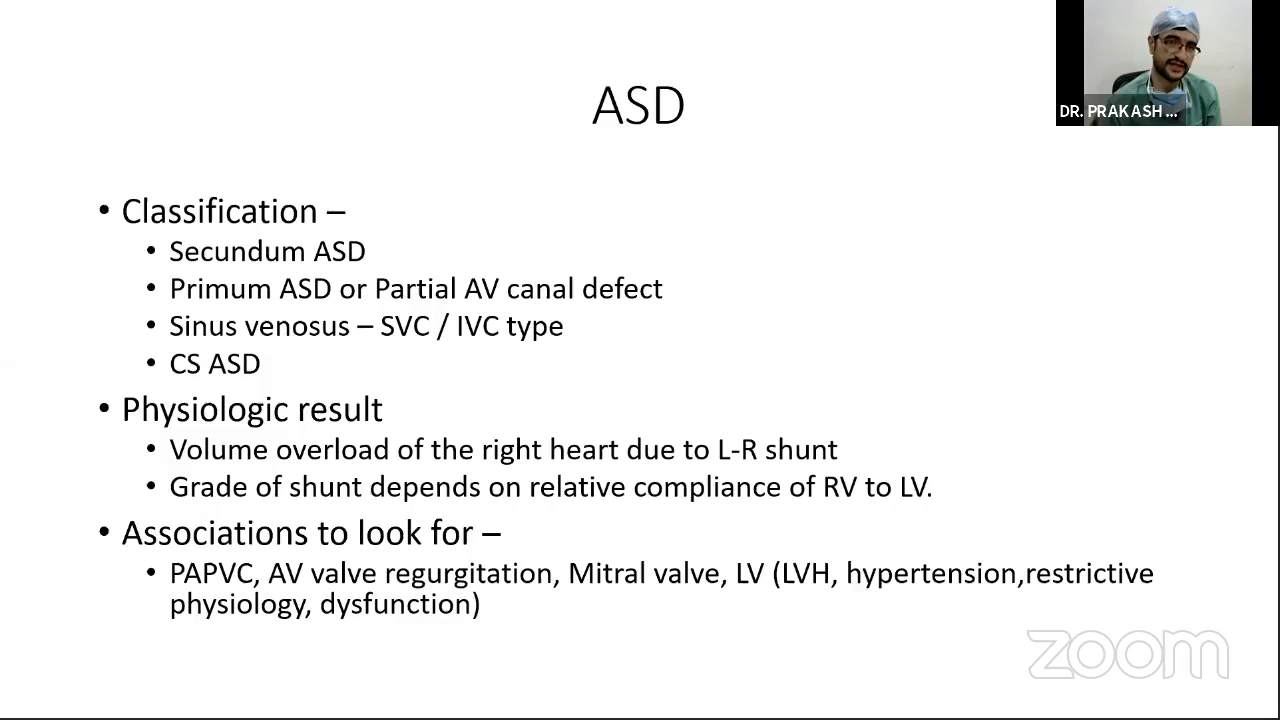 ASD
DR. PRAKASH ...
• Classification –
• Secundum ASD
• Primum ASD or Partial AV canal defect
• Sinus venosus – SVC / IVC type
• CS ASD
• Physiologic result
• Volume overload of the right heart due to L-R shunt
• Grade of shunt depends on relative compliance of RV to LV.
• Associations to look for –
• PAPVC, AV valve regurgitation, Mitral valve, LV (LVH, hypertension,restrictive
physiology, dysfunction)
zoom